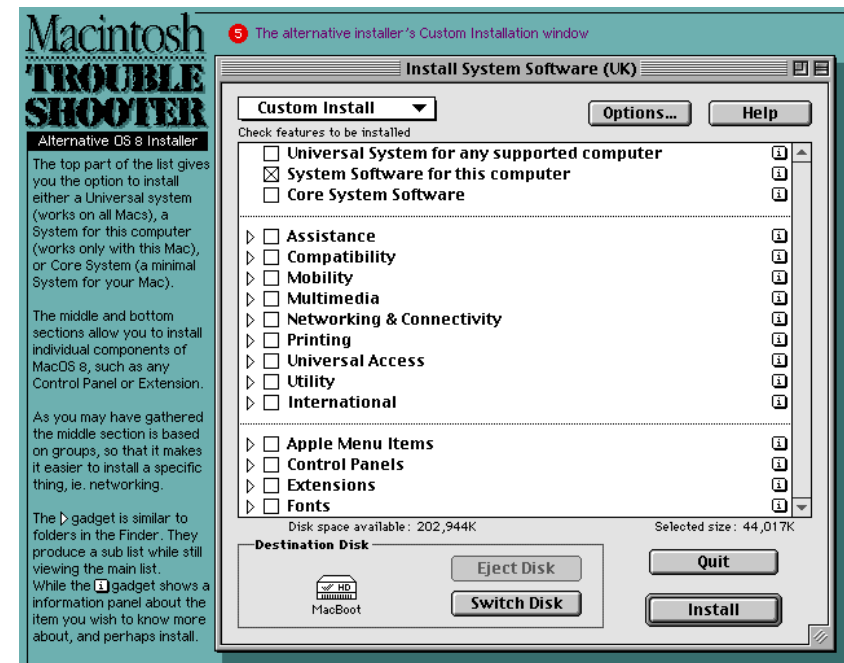 Macintosh
TROUBLE
SHOOTER
Alternative OS 8 Installer
The top part of the list gives
you the option to install
either a Universal system
(works on all Macs), a
System for this computer
(works only with this Mac),
or Core System (a minimal
System for your Mac).
The middle and bottom
sections allow you to install
individual components of
MacOS 8, such as any
Control Panel or Extension.
As you may have gathered
the middle section is based
on groups, so that it makes
it easier to install a specific
thing, ie. networking.
The gadget is similar to
folders in the Finder. They
produce a sub list while still
viewing the main list.
While the i gadget shows a
information panel about the
item you wish to know more
about, and perhaps install.
5 The alternative installer's Custom Installation window
Install System Software (UK)
Custom Install
Options...
Help
Check features to be installed
Universal System for any supported computer
System Software for this computer
Core System Software
Assistance
Compatibility
Mobility
Multimedia
Networking & Connectivity
Printing
Universal Access
Utility
International
Apple Menu Items
Control Panels
Extensions
Fonts
Disk space available: 202,944K
Selected size: 44,017K
Destination Disk
HD
MacBoot
Eject Disk
Switch Disk
Quit
Install